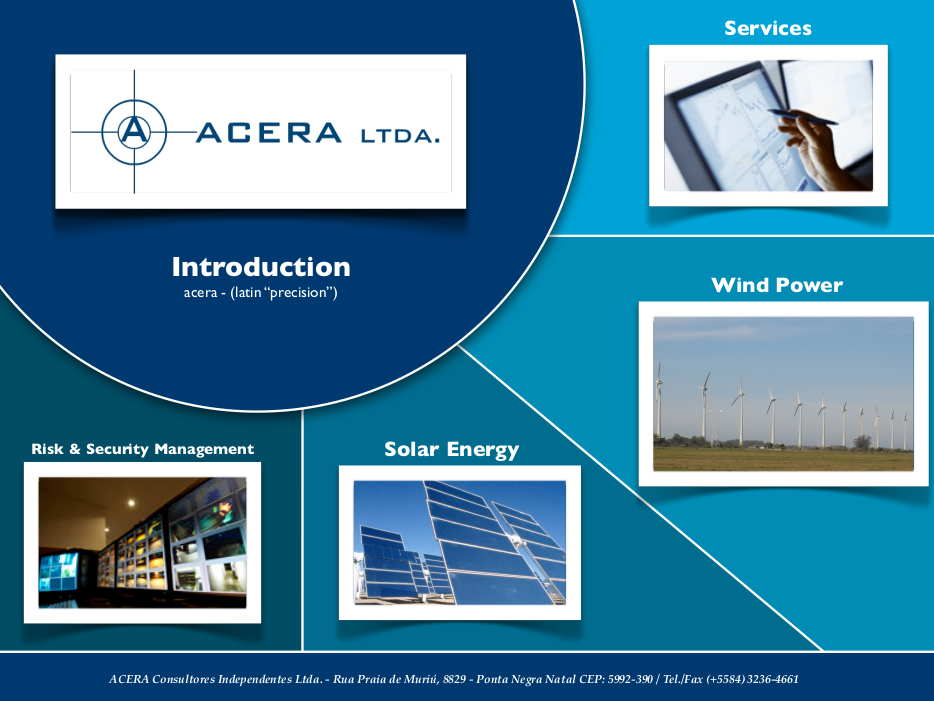 A
ACERA LTDA.
Introduction
acera - (latin “precision”)
Services
Wind Power
Risk & Security Management
Solar Energy
ACERA Consultores Independentes Ltda. - Rua Praia de Muriú, 8829 - Ponta Negra Natal CEP: 5992-390 / Tel./Fax (+5584) 3236-4661